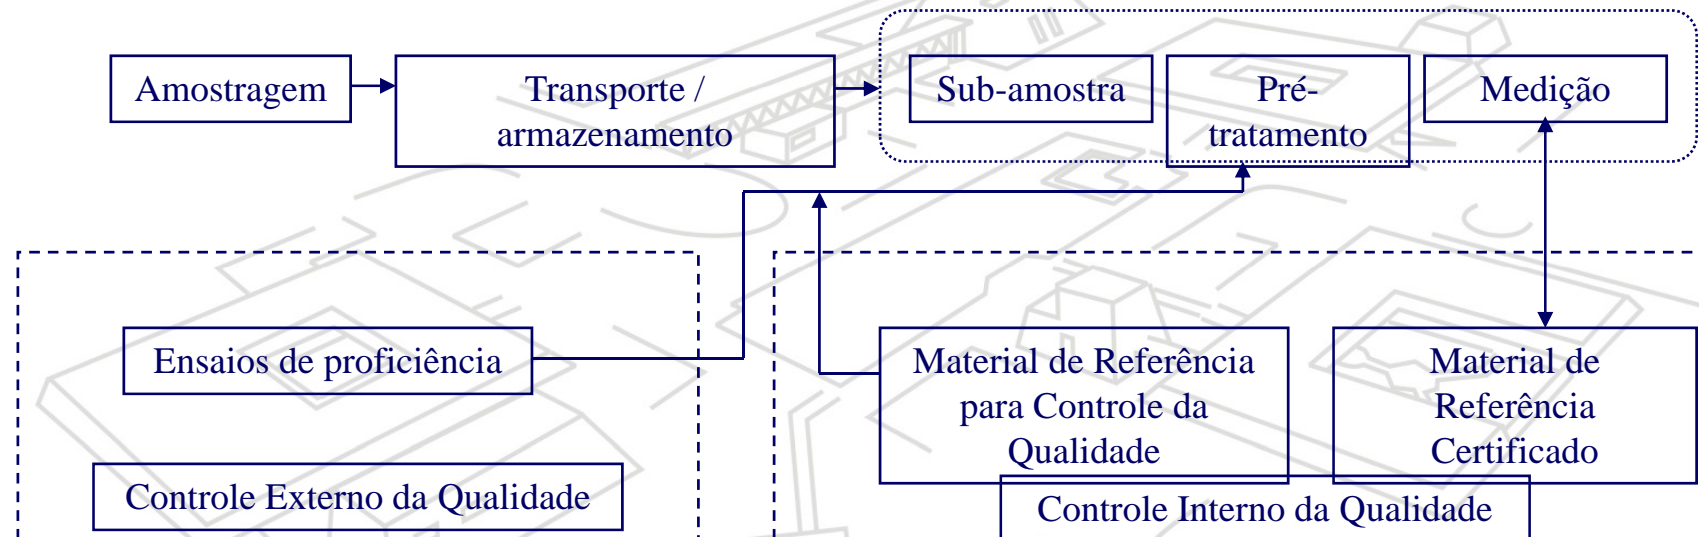 Amostragem
Transporte /
armazenamento
Sub-amostra
Pré-
tratamento
Medição
Ensaios de proficiência
Controle Externo da Qualidade
Material de Referência
para Controle da
Qualidade
Material de
Referência
Certificado
Controle Interno da Qualidade